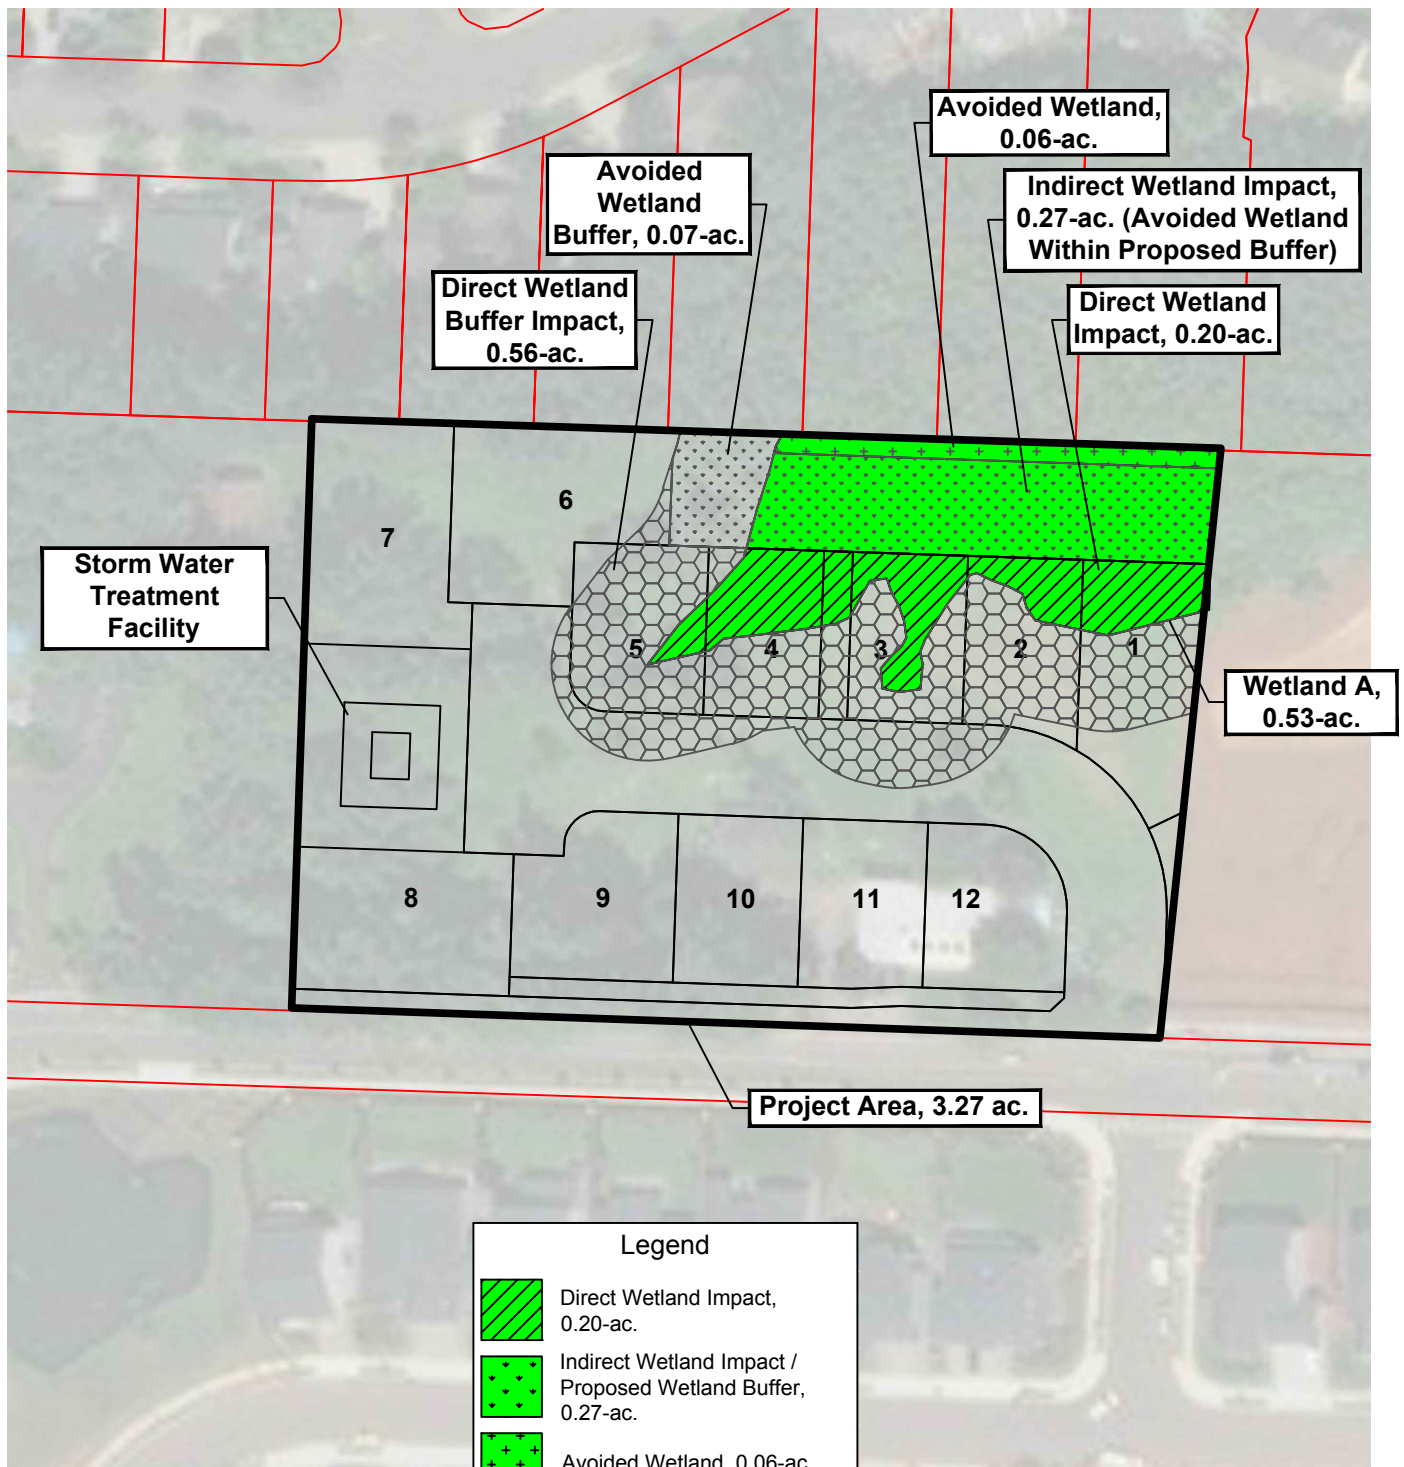 Avoided Wetland,
0.06-ac.
Avoided
Wetland
Buffer, 0.07-ac.
Indirect Wetland Impact,
0.27-ac. (Avoided Wetland
Within Proposed Buffer)
Direct Wetland
Buffer Impact,
0.56-ac.
Direct Wetland
Impact, 0.20-ac.
6
7
Storm Water
Treatment
Facility
5
4
3
2
1
Wetland A,
0.53-ac.
8
9
10
11
12
Project Area, 3.27 ac.
Legend
Direct Wetland Impact,
0.20-ac.
Indirect Wetland Impact /
Proposed Wetland Buffer,
0.27-ac.
Avoided Wetland, 0.06-ac